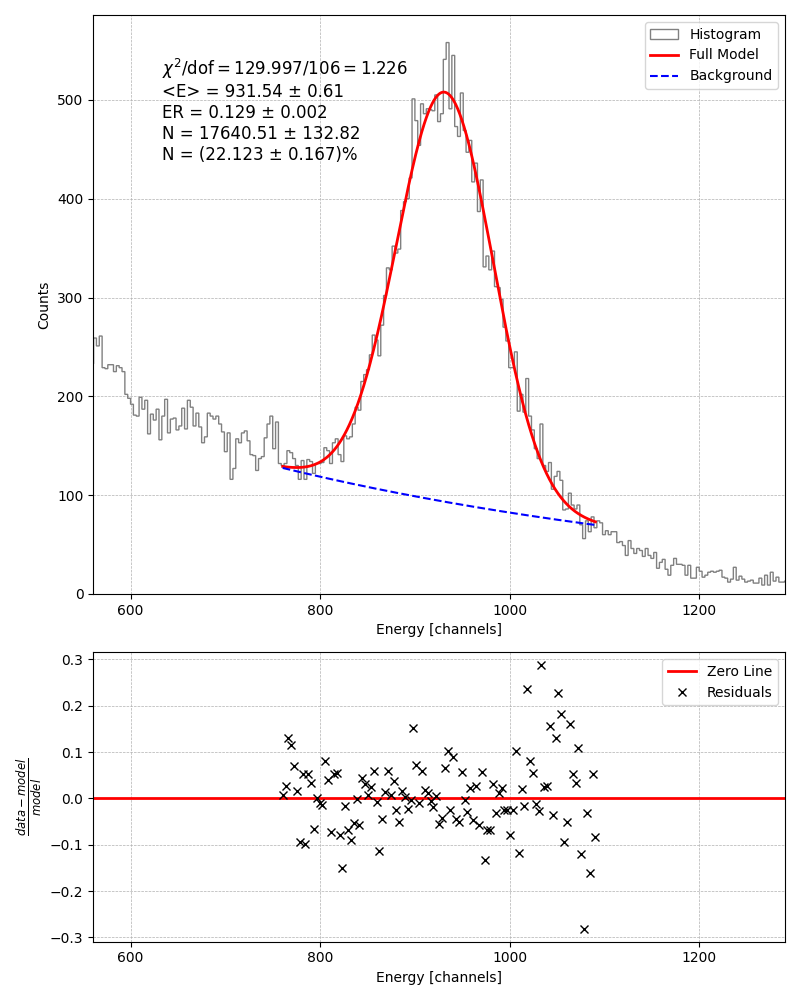 χ²/dof = 129.997/106 = 1.226
<E> = 931.54 ± 0.61
ER = 0.129 ± 0.002
N = 17640.51 ± 132.82
N = (22.123 ± 0.167)%
Histogram
Full Model
Background
Counts
500
400
300
200
100
0
600 800 1000 1200
Energy [channels]
Zero Line
Residuals
data − model
model
0.3
0.2
0.1
0.0
−0.1
−0.2
−0.3
600 800 1000 1200
Energy [channels]